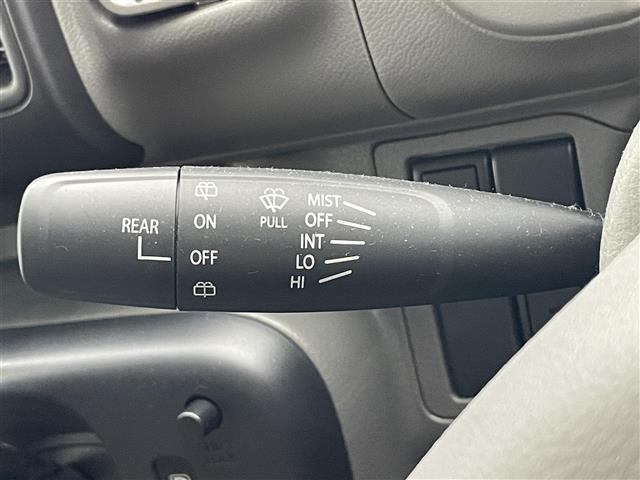 REAR
ON
OFF
PULL
MIST
OFF
INT
LO
HI